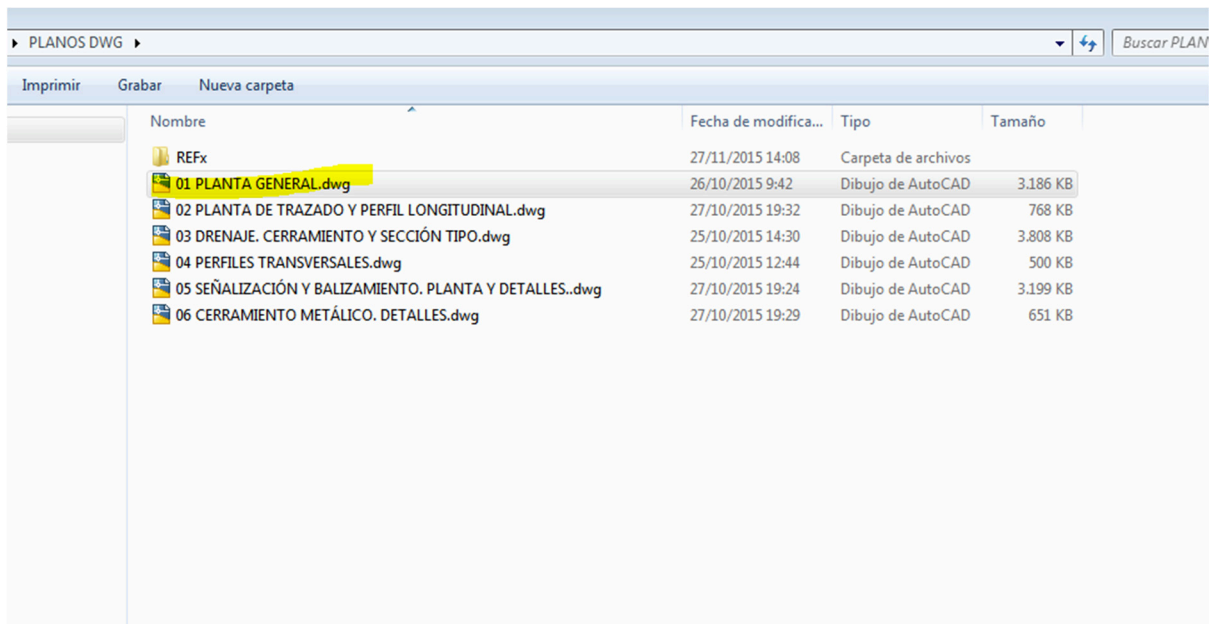 PLANOS DWG
Buscar PLAN
Imprimir Grabar Nueva carpeta
Nombre Fecha de modifica... Tipo Tamaño
REFx 27/11/2015 14:08 Carpeta de archivos
01 PLANTA GENERAL.dwg 26/10/2015 9:42 Dibujo de AutoCAD 3.186 KB
02 PLANTA DE TRAZADO Y PERFIL LONGITUDINAL.dwg 27/10/2015 19:32 Dibujo de AutoCAD 768 KB
03 DRENAJE. CERRAMIENTO Y SECCIÓN TIPO.dwg 25/10/2015 14:30 Dibujo de AutoCAD 3.808 KB
04 PERFILES TRANSVERSALES.dwg 25/10/2015 12:44 Dibujo de AutoCAD 500 KB
05 SEÑALIZACIÓN Y BALIZAMIENTO. PLANTA Y DETALLES..dwg 27/10/2015 19:24 Dibujo de AutoCAD 3.199 KB
06 CERRAMIENTO METÁLICO. DETALLES.dwg 27/10/2015 19:29 Dibujo de AutoCAD 651 KB